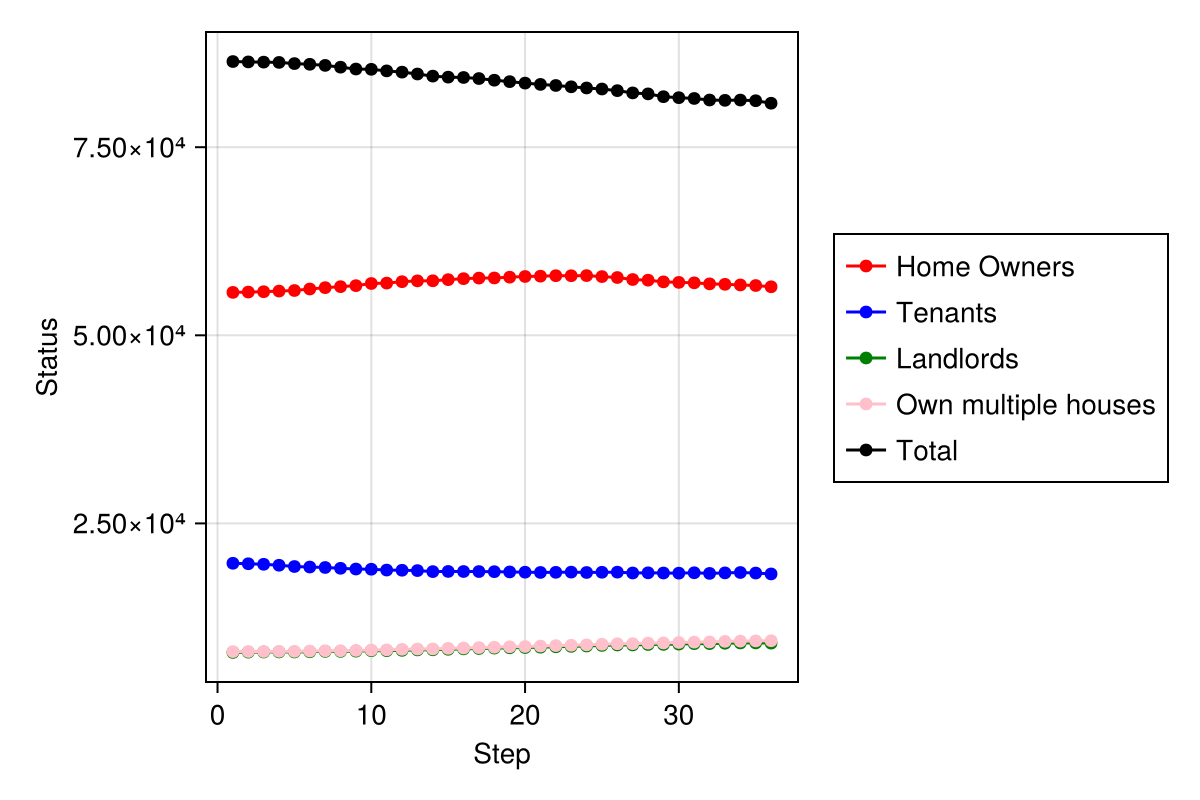 7.50×10⁴
5.00×10⁴
2.50×10⁴
Status
0 10 20 30
Step
Home Owners
Tenants
Landlords
Own multiple houses
Total